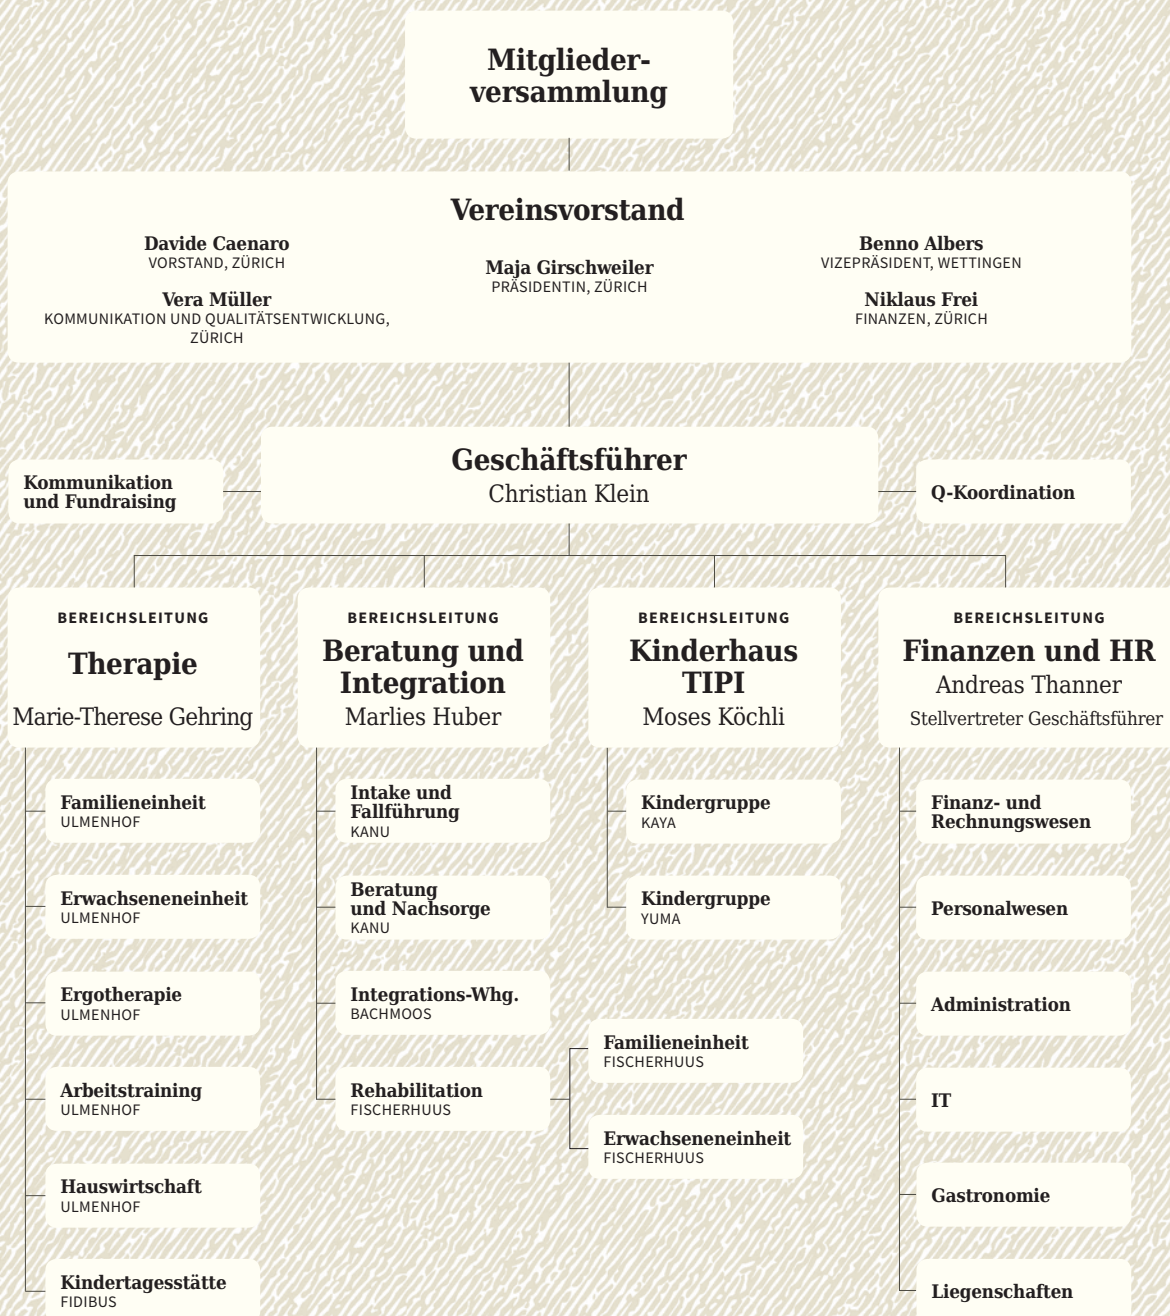 Mitglieder-
versammlung
Vereinsvorstand
Davide Caenaro
VORSTAND, ZÜRICH
Vera Müller
KOMMUNIKATION UND QUALITÄTSENTWICKLUNG,
ZÜRICH
Maja Girschweiler
PRÄSIDENTIN, ZÜRICH
Benno Albers
VIZEPRÄSIDENT, WETTINGEN
Niklaus Frei
FINANZEN, ZÜRICH
Kommunikation
und Fundraising
Geschäftsführer
Christian Klein
Q-Koordination
BEREICHSLEITUNG
Therapie
Marie-Therese Gehring
Familieneinheit
ULMENHOF
Erwachseneneinheit
ULMENHOF
Ergotherapie
ULMENHOF
Arbeitstraining
ULMENHOF
Hauswirtschaft
ULMENHOF
Kindertagesstätte
FIDIBUS
BEREICHSLEITUNG
Beratung und
Integration
Marlies Huber
Intake und
Fallführung
KANU
Beratung
und Nachsorge
KANU
Integrations-Whg.
BACHMOOS
Rehabilitation
FISCHERHUUS
Familieneinheit
FISCHERHUUS
Erwachseneneinheit
FISCHERHUUS
BEREICHSLEITUNG
Kinderhaus
TIPI
Moses Köchli
Kindergruppe
KAYA
Kindergruppe
YUMA
BEREICHSLEITUNG
Finanzen und HR
Andreas Thanner
Stellvertreter Geschäftsführer
Finanz- und
Rechnungswesen
Personalwesen
Administration
IT
Gastronomie
Liegenschaften